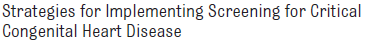 Strategies for Implementing Screening for Critical
Congenital Heart Disease